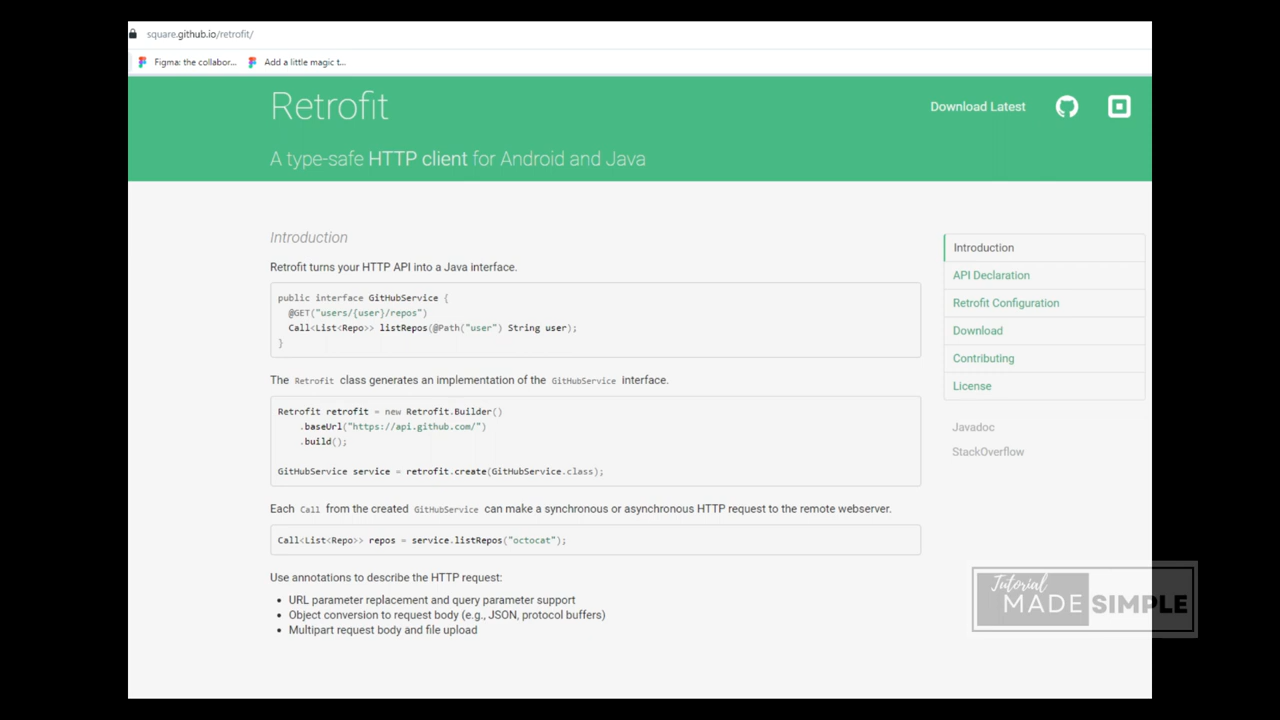 square.github.io/retrofit/
Figma: the collabor... Add a little magic t...
Retrofit
Download Latest
A type-safe HTTP client for Android and Java
Introduction
Retrofit turns your HTTP API into a Java interface.
public interface GitHubService {
@GET("users/{user}/repos")
Call<List<Repo>> listRepos(@Path("user") String user);
}
The Retrofit class generates an implementation of the GitHubService interface.
Retrofit retrofit = new Retrofit.Builder()
.baseUrl("https://api.github.com/")
.build();
GitHubService service = retrofit.create(GitHubService.class);
Each Call from the created GitHubService can make a synchronous or asynchronous HTTP request to the remote webserver.
Call<List<Repo>> repos = service.listRepos("octocat");
Use annotations to describe the HTTP request:
• URL parameter replacement and query parameter support
• Object conversion to request body (e.g., JSON, protocol buffers)
• Multipart request body and file upload
Introduction
API Declaration
Retrofit Configuration
Download
Contributing
License
Javadoc
StackOverflow
Tutorial
MADE SIMPLE